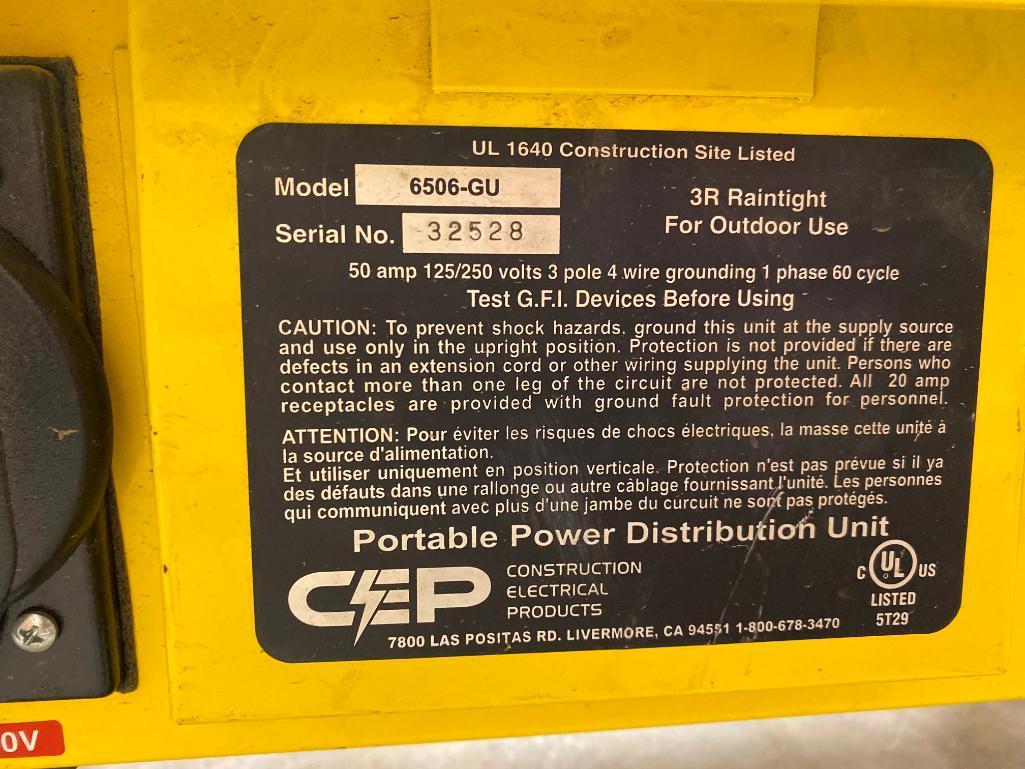 UL 1640 Construction Site Listed
Model 6506-GU
3R Raintight
For Outdoor Use
Serial No. 32528
50 amp 125/250 volts 3 pole 4 wire grounding 1 phase 60 cycle
Test G.F.I. Devices Before Using
CAUTION: To prevent shock hazards. ground this unit at the supply source
and use only in the upright position. Protection is not provided if there are
defects in an extension cord or other wiring supplying the unit. Persons who
contact more than one leg of the circuit are not protected. All 20 amp
receptacles are provided with ground fault protection for personnel.
ATTENTION: Pour éviter les risques de chocs électriques, la masse cette unité à
la source d'alimentation.
Et utiliser uniquement en position verticale. Protection n'est pas prévue si il ya
des défauts dans une rallonge ou autre câblage fournissant l'unité. Les personnes
qui communiquent avec plus d'une jambe du curcuit ne sont pas protégés.
Portable Power Distribution Unit
CEP
CONSTRUCTION
ELECTRICAL
PRODUCTS
C UL US
LISTED
5T29
7800 LAS POSITAS RD. LIVERMORE, CA 94551 1-800-678-3470
0V